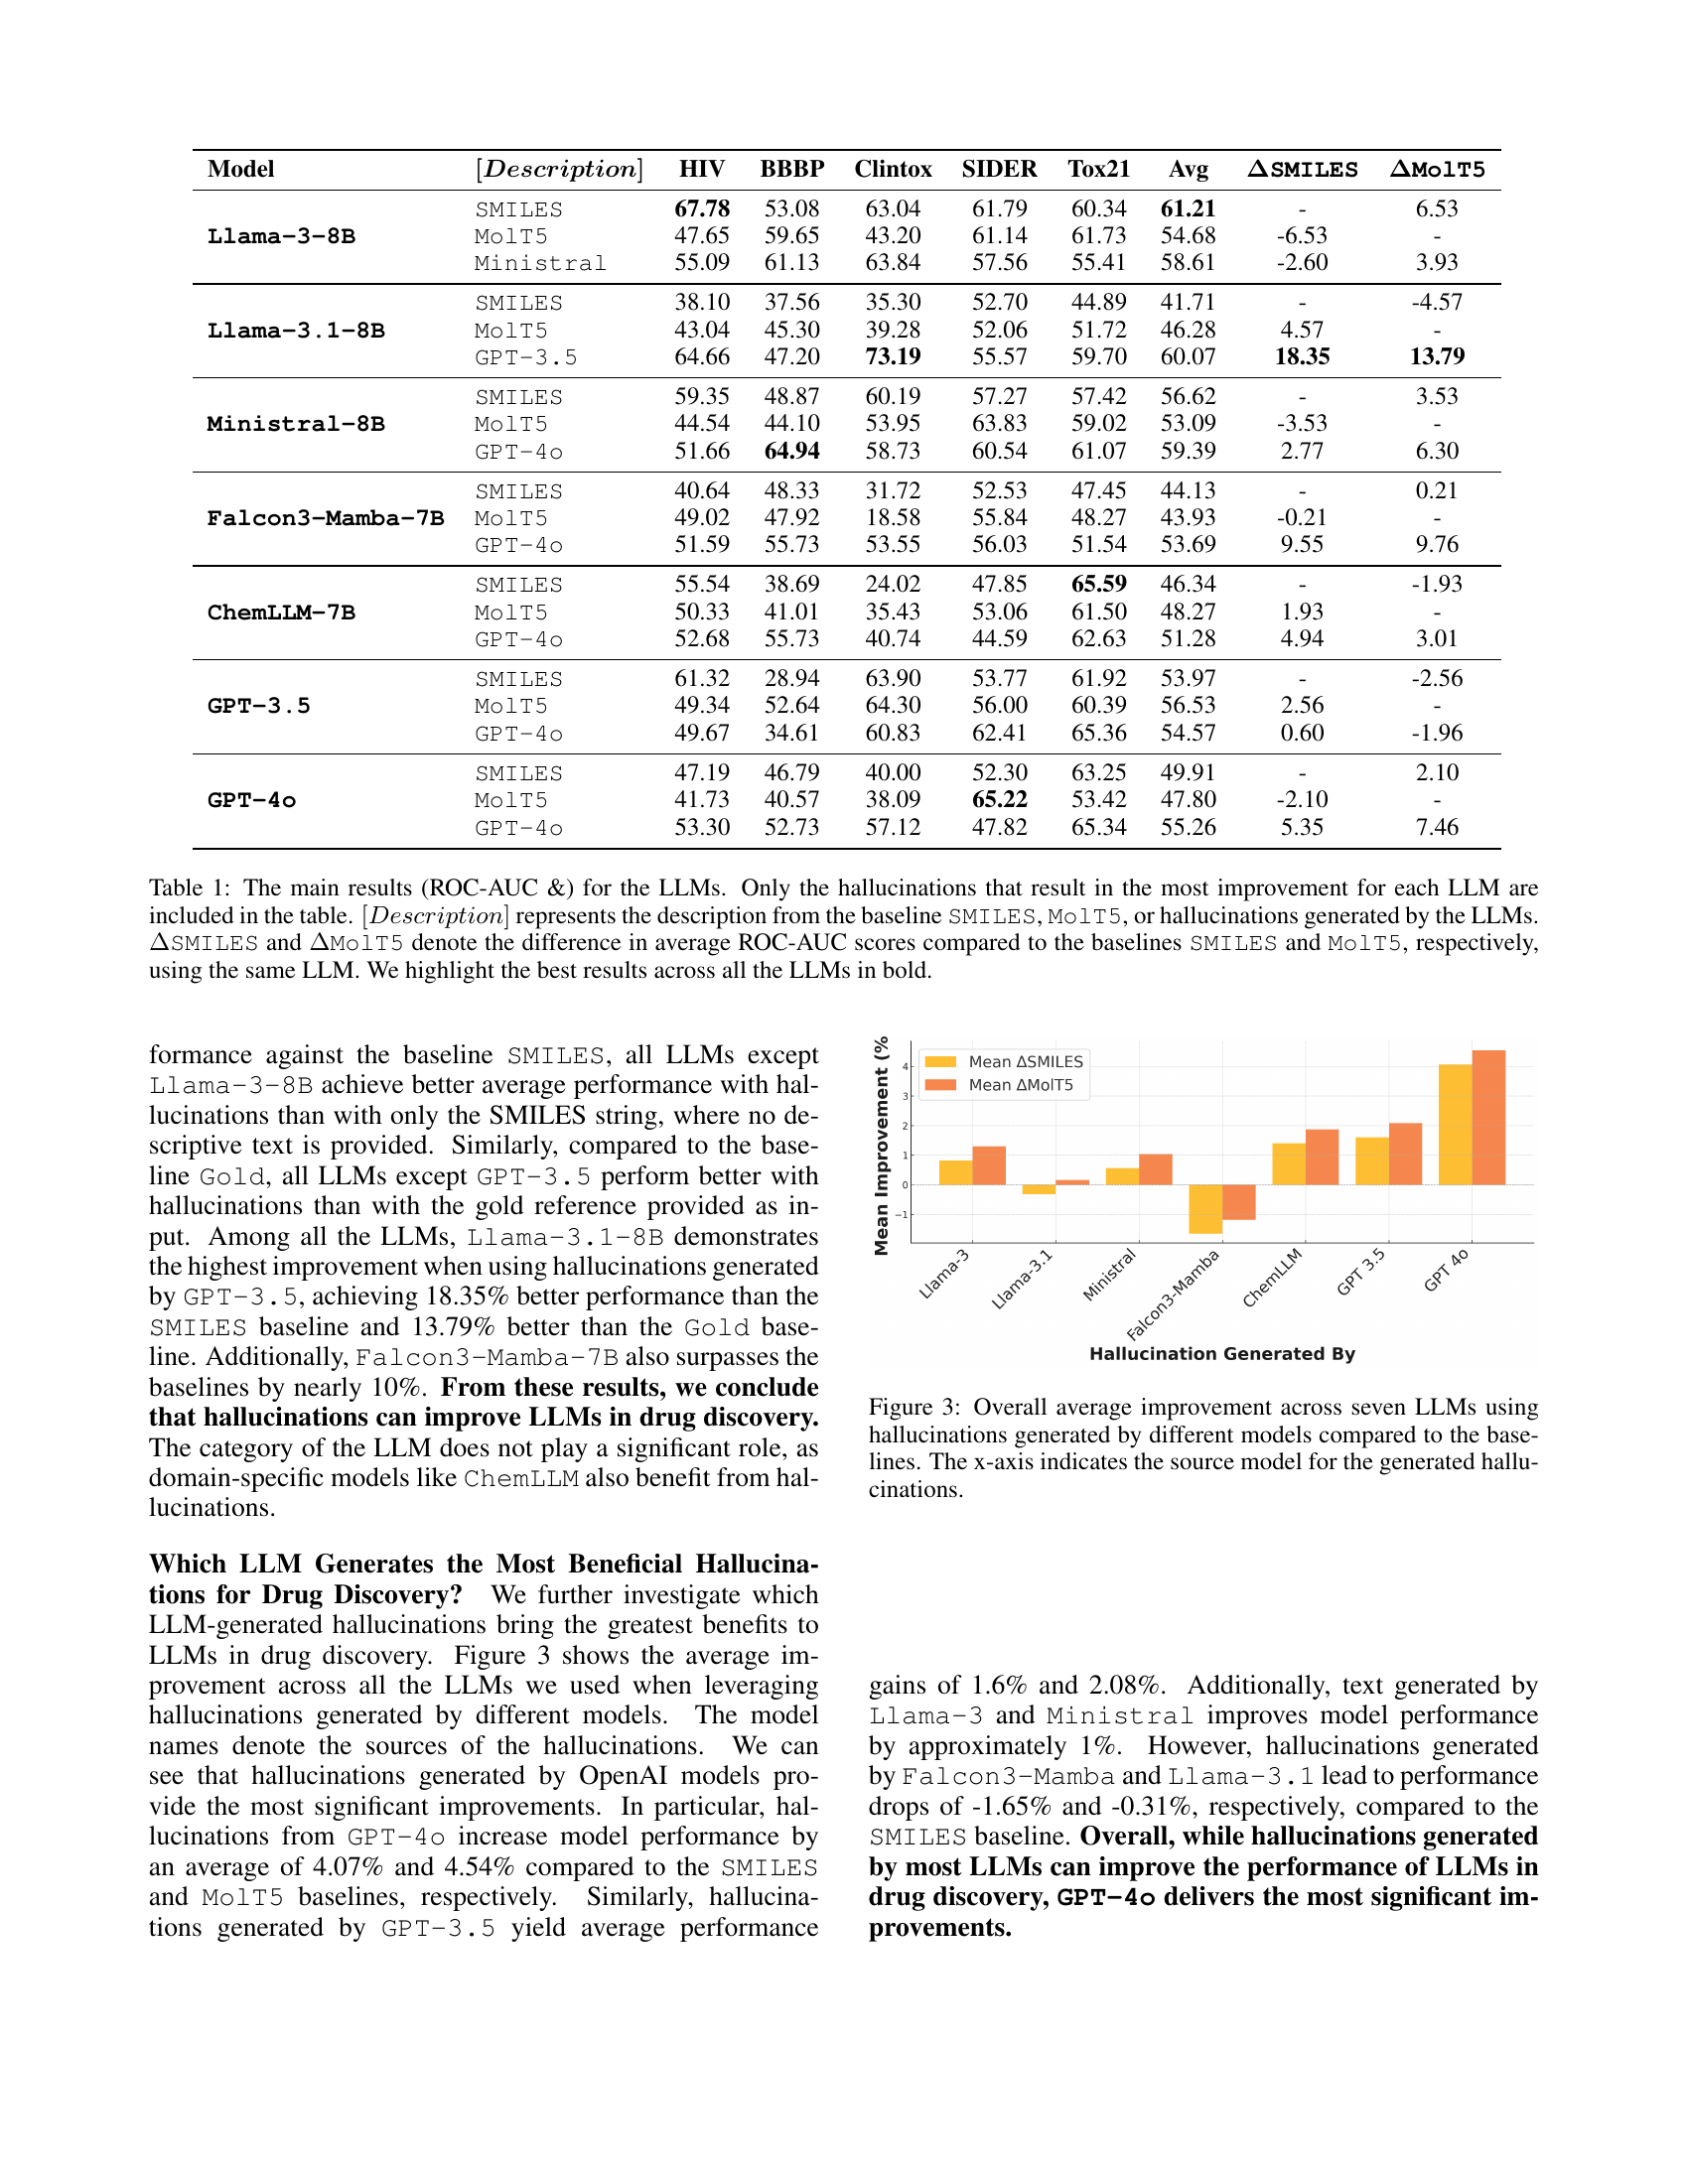 Model [Description] HIV BBBP Clintox SIDER Tox21 Avg ΔSMILES ΔMolT5
SMILES 67.78 53.08 63.04 61.79 60.34 61.21 - 6.53
Llama-3-8B MolT5 47.65 59.65 43.20 61.14 61.73 54.68 -6.53 -
Ministral 55.09 61.13 63.84 57.56 55.41 58.61 -2.60 3.93
SMILES 38.10 37.56 35.30 52.70 44.89 41.71 - -4.57
Llama-3.1-8B MolT5 43.04 45.30 39.28 52.06 51.72 46.28 4.57 -
GPT-3.5 64.66 47.20 73.19 55.57 59.70 60.07 18.35 13.79
SMILES 59.35 48.87 60.19 57.27 57.42 56.62 - 3.53
Ministral-8B MolT5 44.54 44.10 53.95 63.83 59.02 53.09 -3.53 -
GPT-4o 51.66 64.94 58.73 60.54 61.07 59.39 2.77 6.30
SMILES 40.64 48.33 31.72 52.53 47.45 44.13 - 0.21
Falcon3-Mamba-7B MolT5 49.02 47.92 18.58 55.84 48.27 43.93 -0.21 -
GPT-4o 51.59 55.73 53.55 56.03 51.54 53.69 9.55 9.76
SMILES 55.54 38.69 24.02 47.85 65.59 46.34 - -1.93
ChemLLM-7B MolT5 50.33 41.01 35.43 53.06 61.50 48.27 1.93 -
GPT-4o 52.68 55.73 40.74 44.59 62.63 51.28 4.94 3.01
SMILES 61.32 28.94 63.90 53.77 61.92 53.97 - -2.56
GPT-3.5 MolT5 49.34 52.64 64.30 56.00 60.39 56.53 2.56 -
GPT-4o 49.67 34.61 60.83 62.41 65.36 54.57 0.60 -1.96
SMILES 47.19 46.79 40.00 52.30 63.25 49.91 - 2.10
GPT-4o MolT5 41.73 40.57 38.09 65.22 53.42 47.80 -2.10 -
GPT-4o 53.30 52.73 57.12 47.82 65.34 55.26 5.35 7.46
Table 1: The main results (ROC-AUC &) for the LLMs. Only the hallucinations that result in the most improvement for each LLM are
included in the table. [Description] represents the description from the baseline SMILES, MolT5, or hallucinations generated by the LLMs.
ΔSMILES and ΔMolT5 denote the difference in average ROC-AUC scores compared to the baselines SMILES and MolT5, respectively,
using the same LLM. We highlight the best results across all the LLMs in bold.
formance against the baseline SMILES, all LLMs except
Llama-3-8B achieve better average performance with hal-
lucinations than with only the SMILES string, where no de-
scriptive text is provided. Similarly, compared to the base-
line Gold, all LLMs except GPT-3.5 perform better with
hallucinations than with the gold reference provided as in-
put. Among all the LLMs, Llama-3.1-8B demonstrates
the highest improvement when using hallucinations generated
by GPT-3.5, achieving 18.35% better performance than the
SMILES baseline and 13.79% better than the Gold base-
line. Additionally, Falcon3-Mamba-7B also surpasses the
baselines by nearly 10%. From these results, we conclude
that hallucinations can improve LLMs in drug discovery.
The category of the LLM does not play a significant role, as
domain-specific models like ChemLLM also benefit from hal-
lucinations.
Which LLM Generates the Most Beneficial Hallucina-
tions for Drug Discovery? We further investigate which
LLM-generated hallucinations bring the greatest benefits to
LLMs in drug discovery. Figure 3 shows the average im-
provement across all the LLMs we used when leveraging
hallucinations generated by different models. The model
names denote the sources of the hallucinations. We can
see that hallucinations generated by OpenAI models pro-
vide the most significant improvements. In particular, hal-
lucinations from GPT-4o increase model performance by
an average of 4.07% and 4.54% compared to the SMILES
and MolT5 baselines, respectively. Similarly, hallucina-
tions generated by GPT-3.5 yield average performance
Mean Improvement (%
4
3
2
1
0
−1
Mean ΔSMILES
Mean ΔMolT5
Llama-3
Llama-3.1
Ministral
Falcon3-Mamba
ChemLLM
GPT 3.5
GPT 4o
Hallucination Generated By
Figure 3: Overall average improvement across seven LLMs using
hallucinations generated by different models compared to the base-
lines. The x-axis indicates the source model for the generated hallu-
cinations.
gains of 1.6% and 2.08%. Additionally, text generated by
Llama-3 and Ministral improves model performance
by approximately 1%. However, hallucinations generated
by Falcon3-Mamba and Llama-3.1 lead to performance
drops of -1.65% and -0.31%, respectively, compared to the
SMILES baseline. Overall, while hallucinations generated
by most LLMs can improve the performance of LLMs in
drug discovery, GPT-4o delivers the most significant im-
provements.